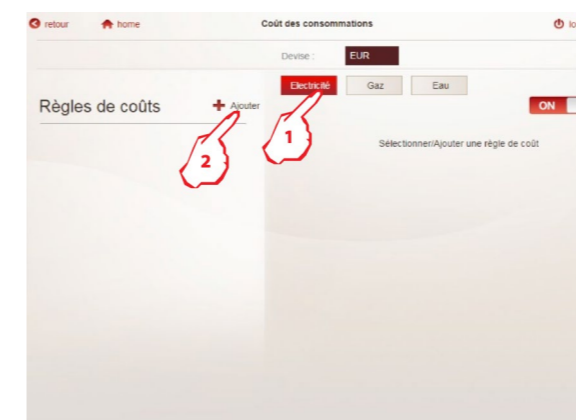 retour home Coût des consommations
Devise : EUR
Electricité Gaz Eau
Règles de coûts Ajouter ON
1
2
Sélectionner/Ajouter une règle de coût